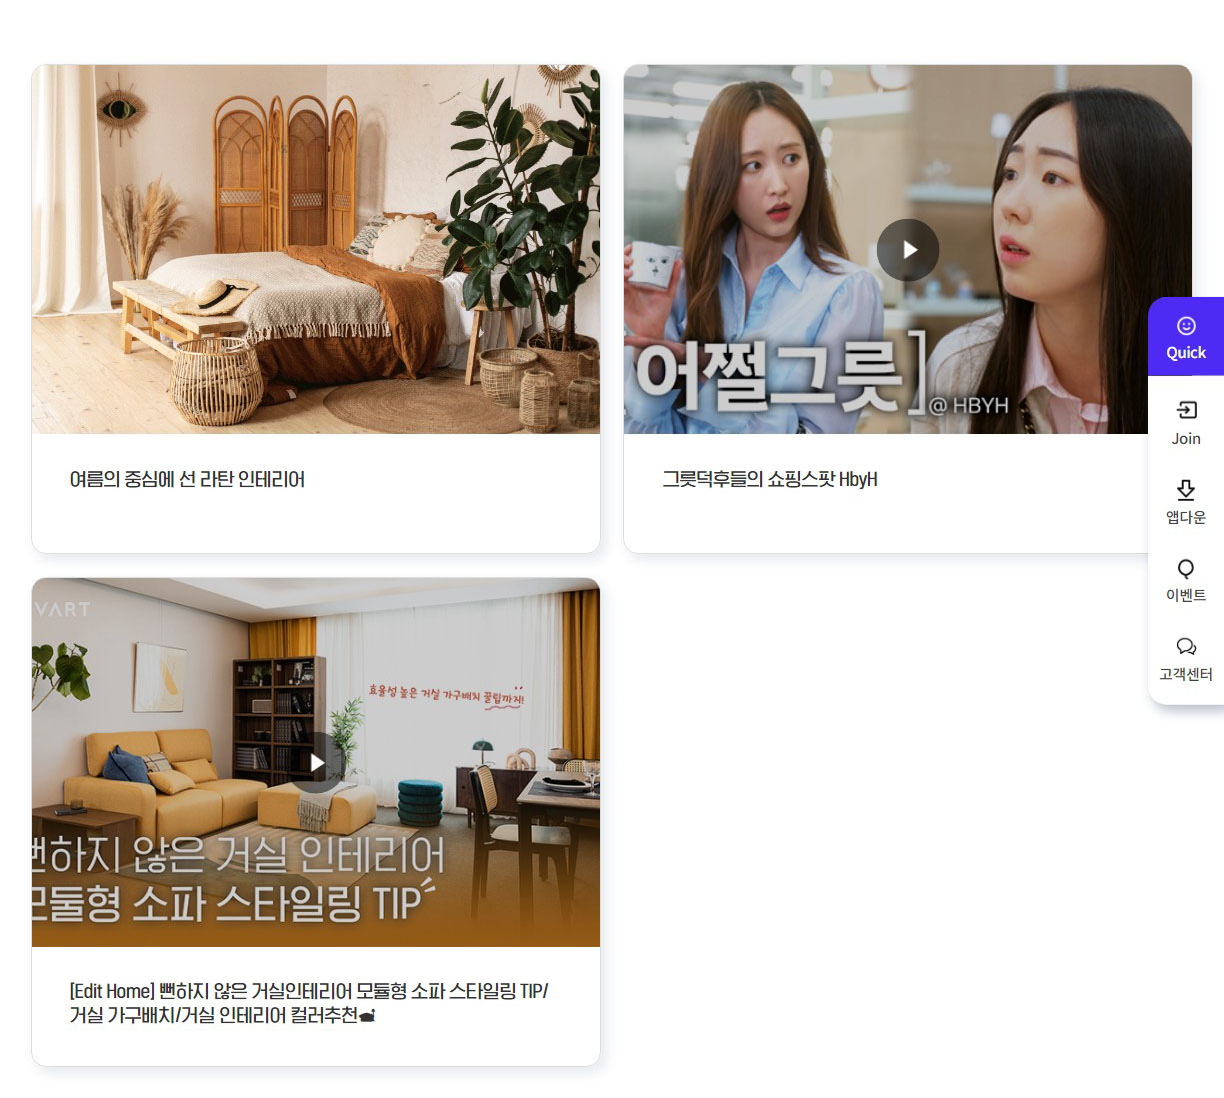 어쩔그릇]
@ HBYH
여름의 중심에 선 라탄 인테리어
그릇덕후들의 쇼핑스팟 HbyH
VART
효율성 높은 거실 가구배치 꿀팁까지!
뻔하지 않은 거실 인테리어
모듈형 소파 스타일링 TIP
[Edit Home] 뻔하지 않은 거실인테리어 모듈형 소파 스타일링 TIP/
거실 가구배치/거실 인테리어 컬러추천
Quick
Join
앱다운
이벤트
고객센터